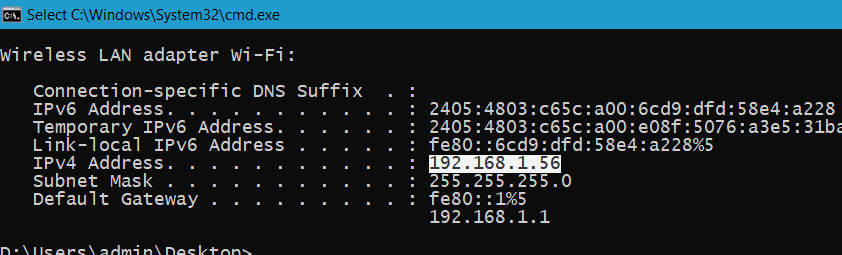 Select C:\Windows\System32\cmd.exe
Wireless LAN adapter Wi-Fi:
Connection-specific DNS Suffix  . :
IPv6 Address. . . . . . . . . . . : 2405:4803:c65c:a00:6cd9:dfd:58e4:a228
Temporary IPv6 Address. . . . . . : 2405:4803:c65c:a00:e08f:5076:a3e5:31ba
Link-local IPv6 Address . . . . . : fe80::6cd9:dfd:58e4:a228%5
IPv4 Address. . . . . . . . . . . : 192.168.1.56
Subnet Mask . . . . . . . . . . . : 255.255.255.0
Default Gateway . . . . . . . . . : fe80::1%5
192.168.1.1
D:\Users\admin\Desktop>